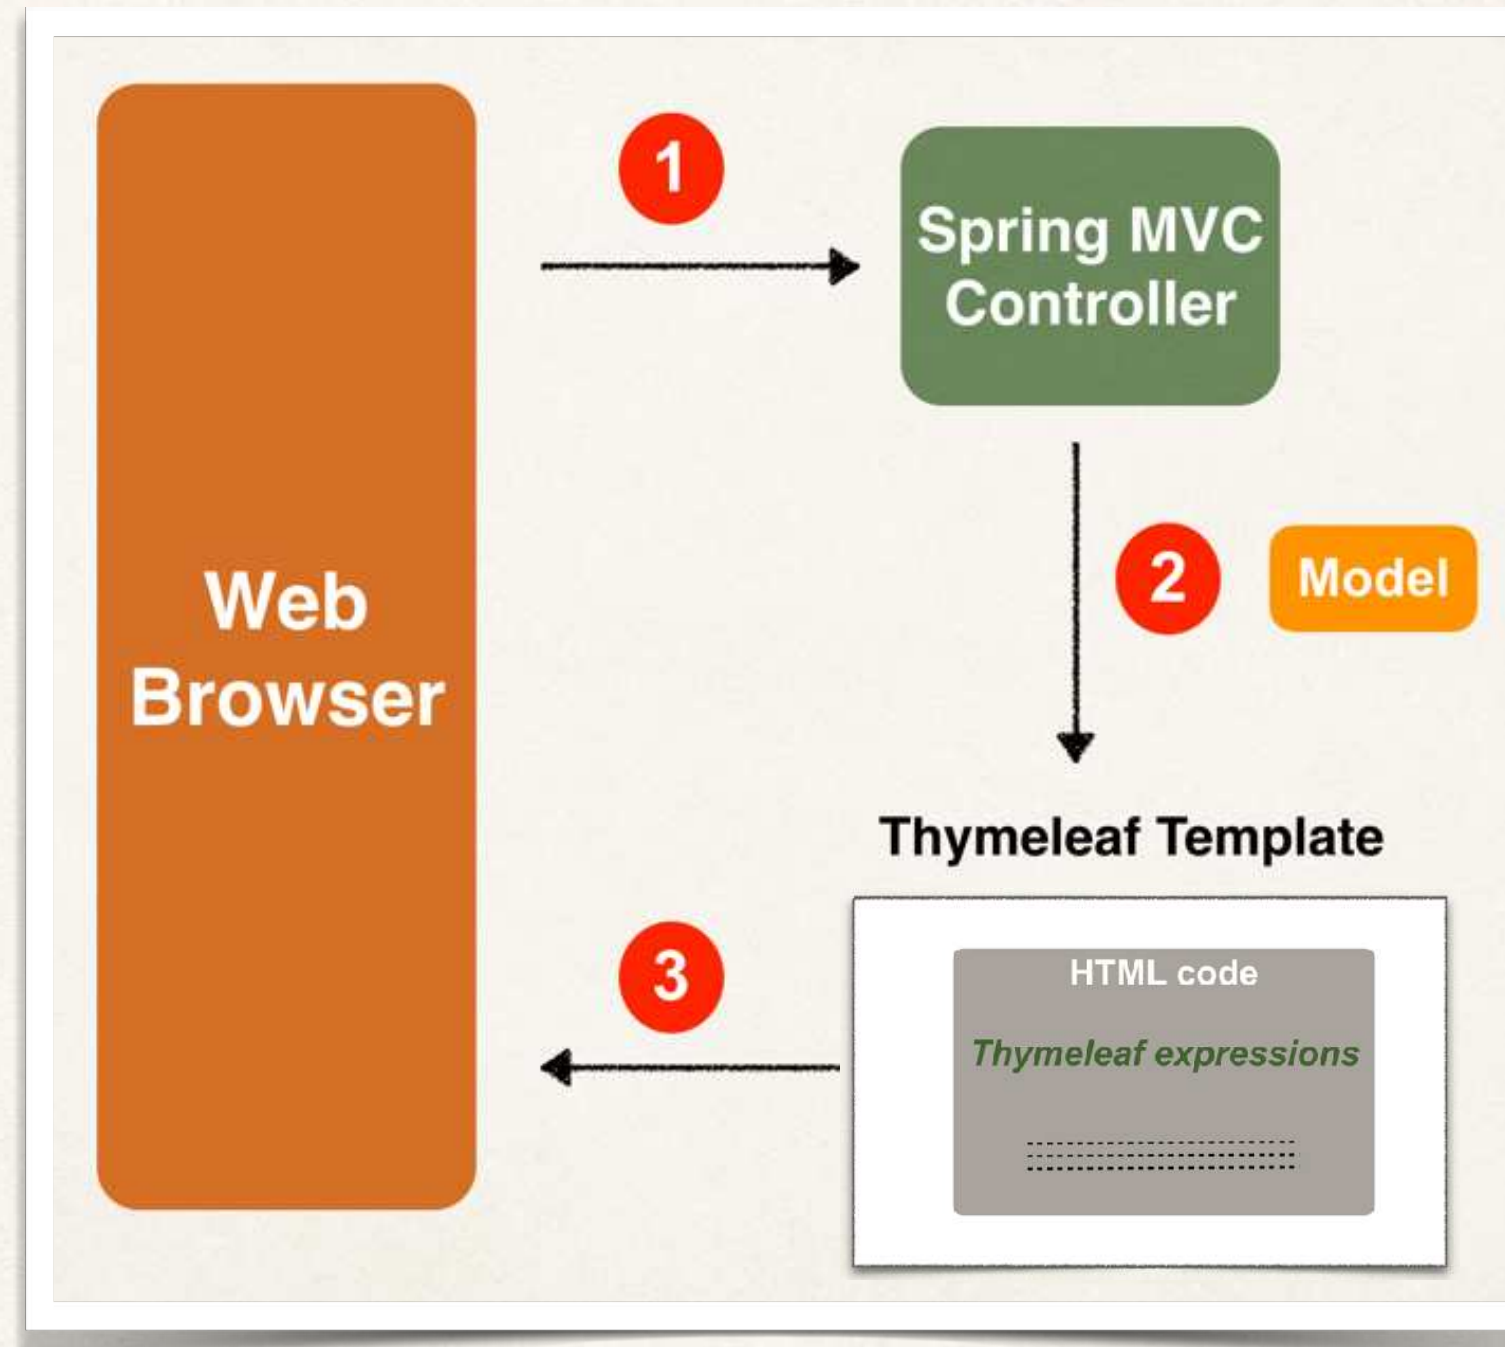 1
Spring MVC
Controller
Web
Browser
2
Model
Thymeleaf Template
3
HTML code
Thymeleaf expressions